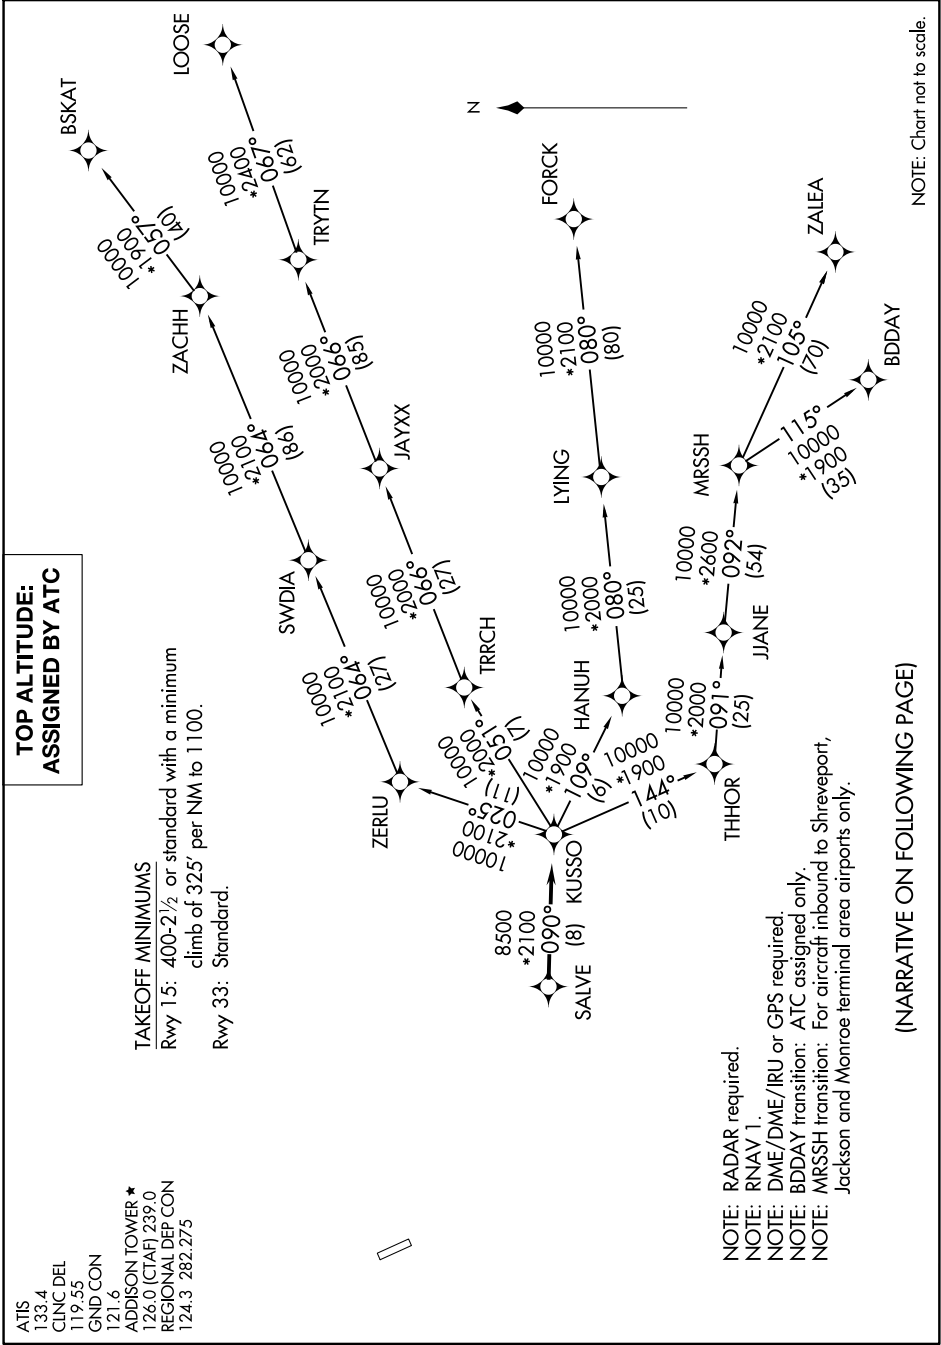 ATIS
133.4
CLNC DEL
119.55
GND CON
121.6
ADDISON TOWER ★
126.0 (CTAF) 239.0
REGIONAL DEP CON
124.3 282.275
TOP ALTITUDE:
ASSIGNED BY ATC
TAKEOFF MINIMUMS
Rwy 15: 400-2½ or standard with a minimum
climb of 325' per NM to 1100.
Rwy 33: Standard.
BSKAT
10000
*1900
057°
(40)
ZACHH
10000
*2100
064°
(86)
SWDIA
10000
*2100
064°
(27)
ZERLU
10000
*2100
025°
(11)
LOOSE
10000
*2400
067°
(62)
TRYTN
10000
*2000
066°
(85)
JAYXX
10000
*2000
066°
(27)
TRRCH
10000
*2000
051°
(7)
N
FORCK
10000
*2100
080°
(80)
LYING
10000
*2000
080°
(25)
HANUH
10000
*1900
109°
(6)
SALVE
8500
*2100
090°
(8)
KUSSO
10000
*1900
144°
(10)
THHOR
10000
*2000
091°
(25)
JJANE
10000
*2600
092°
(54)
MRSSH
10000
*2100
105°
(70)
ZALEA
115°
10000
*1900
(35)
BDDAY
NOTE: RADAR required.
NOTE: RNAV 1.
NOTE: DME/DME/IRU or GPS required.
NOTE: BDDAY transition: ATC assigned only.
NOTE: MRSSH transition: For aircraft inbound to Shreveport,
Jackson and Monroe terminal area airports only.
(NARRATIVE ON FOLLOWING PAGE)
NOTE: Chart not to scale.